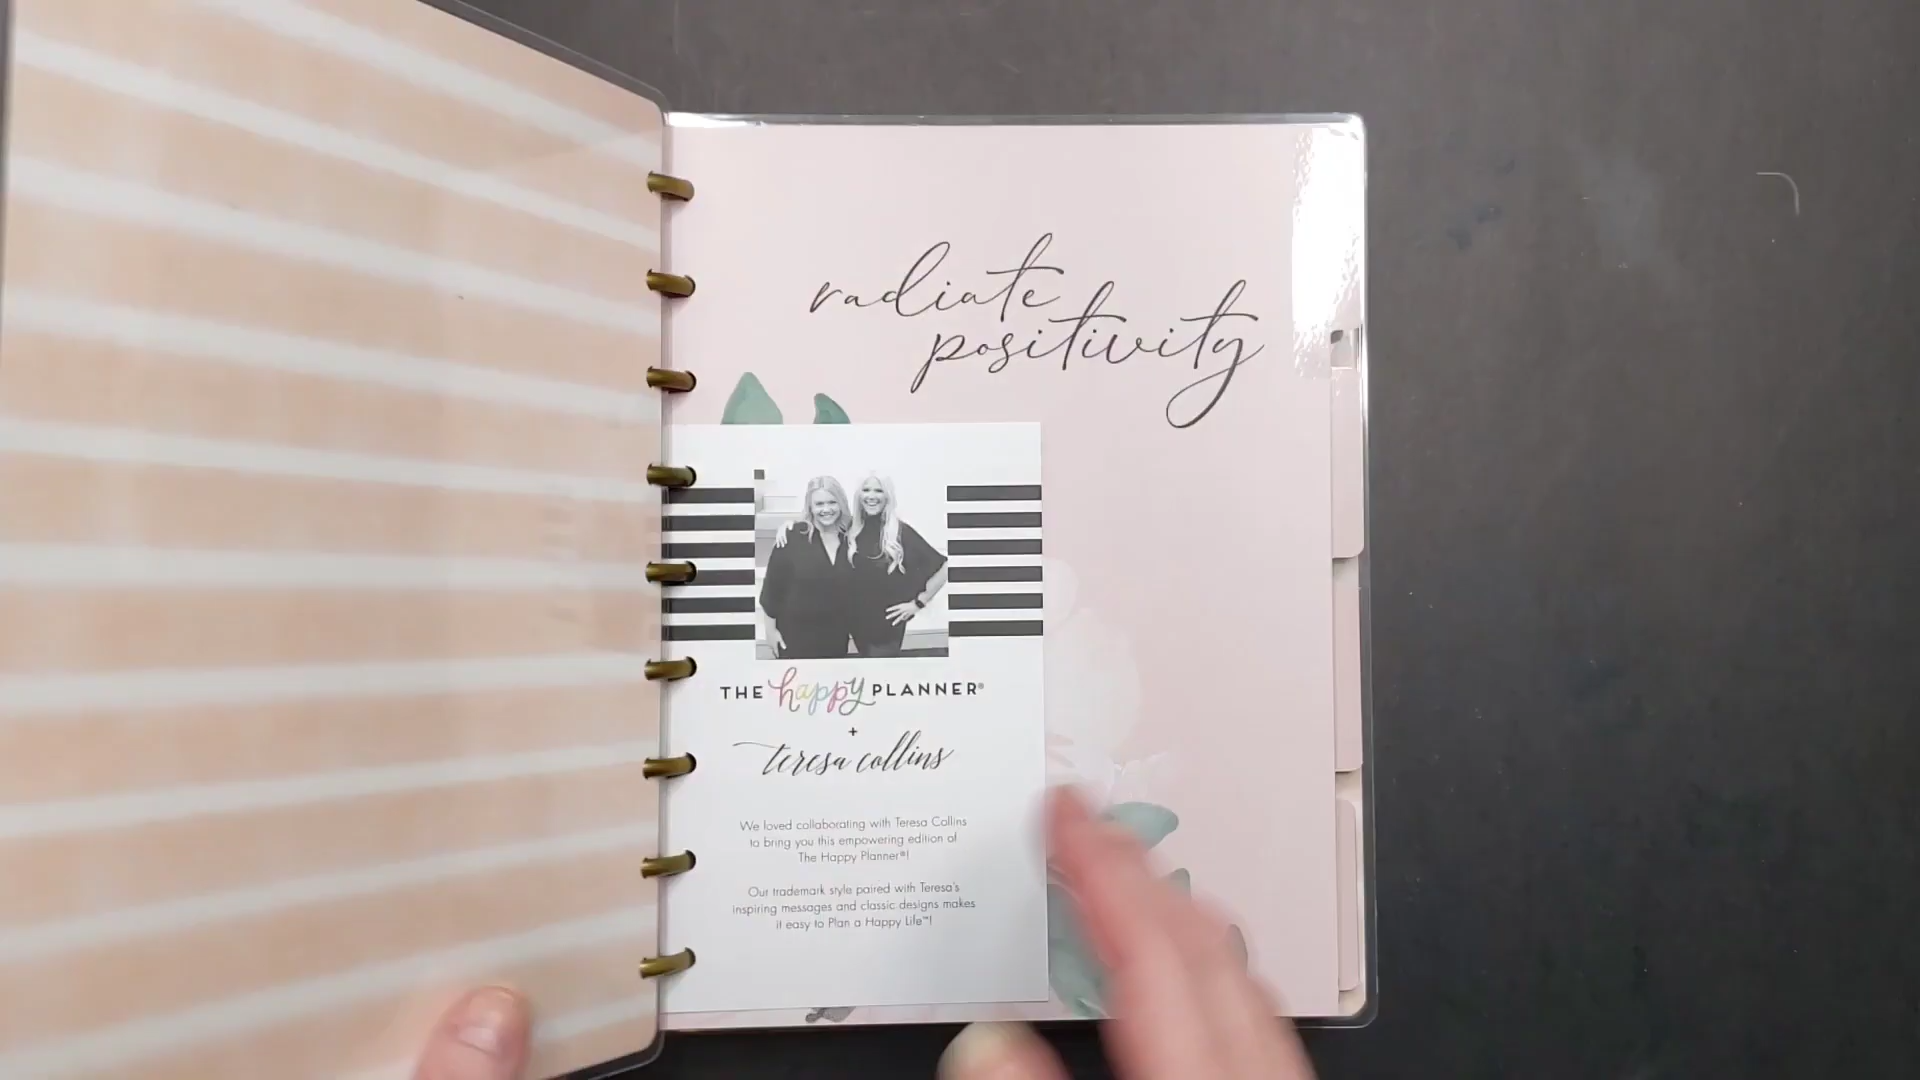 radiate
positivity
THE happy PLANNER®
+
teresa collins
We loved collaborating with Teresa Collins
to bring you this empowering edition of
The Happy Planner®!
Our trademark style paired with Teresa's
inspiring messages and classic designs makes
it easy to Plan a Happy Life™!